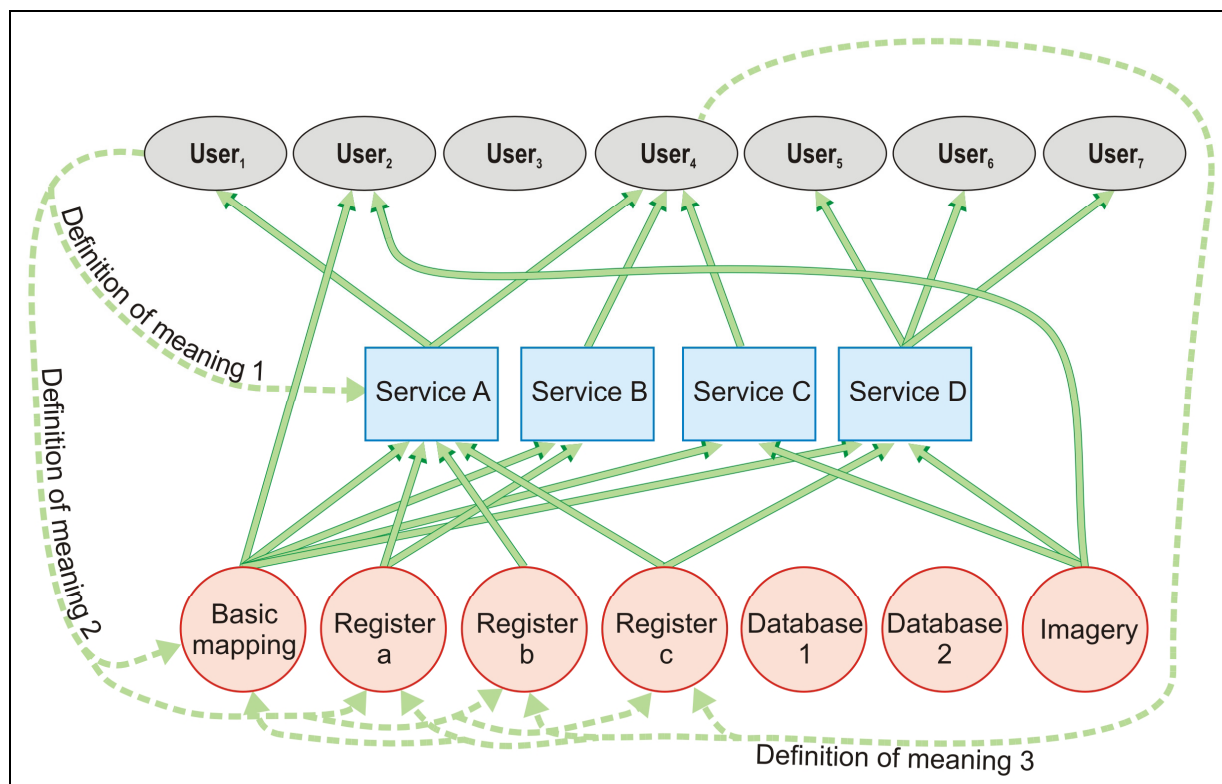 User₁
User₂
User₃
User₄
User₅
User₆
User₇
Definition of meaning 1
Service A
Service B
Service C
Service D
Definition of meaning 2
Basic
mapping
Register
a
Register
b
Register
c
Database
1
Database
2
Imagery
Definition of meaning 3